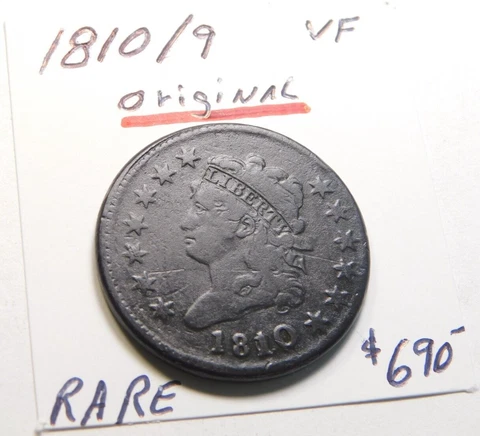 1810/9 VF
Original
LIBERTY
1810
$690-
RARE